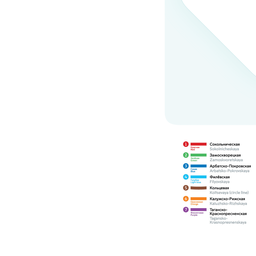 1 Сокольническая
Sokolnicheskaya
2 Замоскворецкая
Zamoskvoretskaya
3 Арбатско-Покровская
Arbatsko-Pokrovskaya
4 Филёвская
Filyovskaya
5 Кольцевая
Koltsevaya (circle line)
6 Калужско-Рижская
Kaluzhsko-Rizhskaya
7 Таганско-
Краснопресненская
Tagansko-
Krasnopresnenskaya